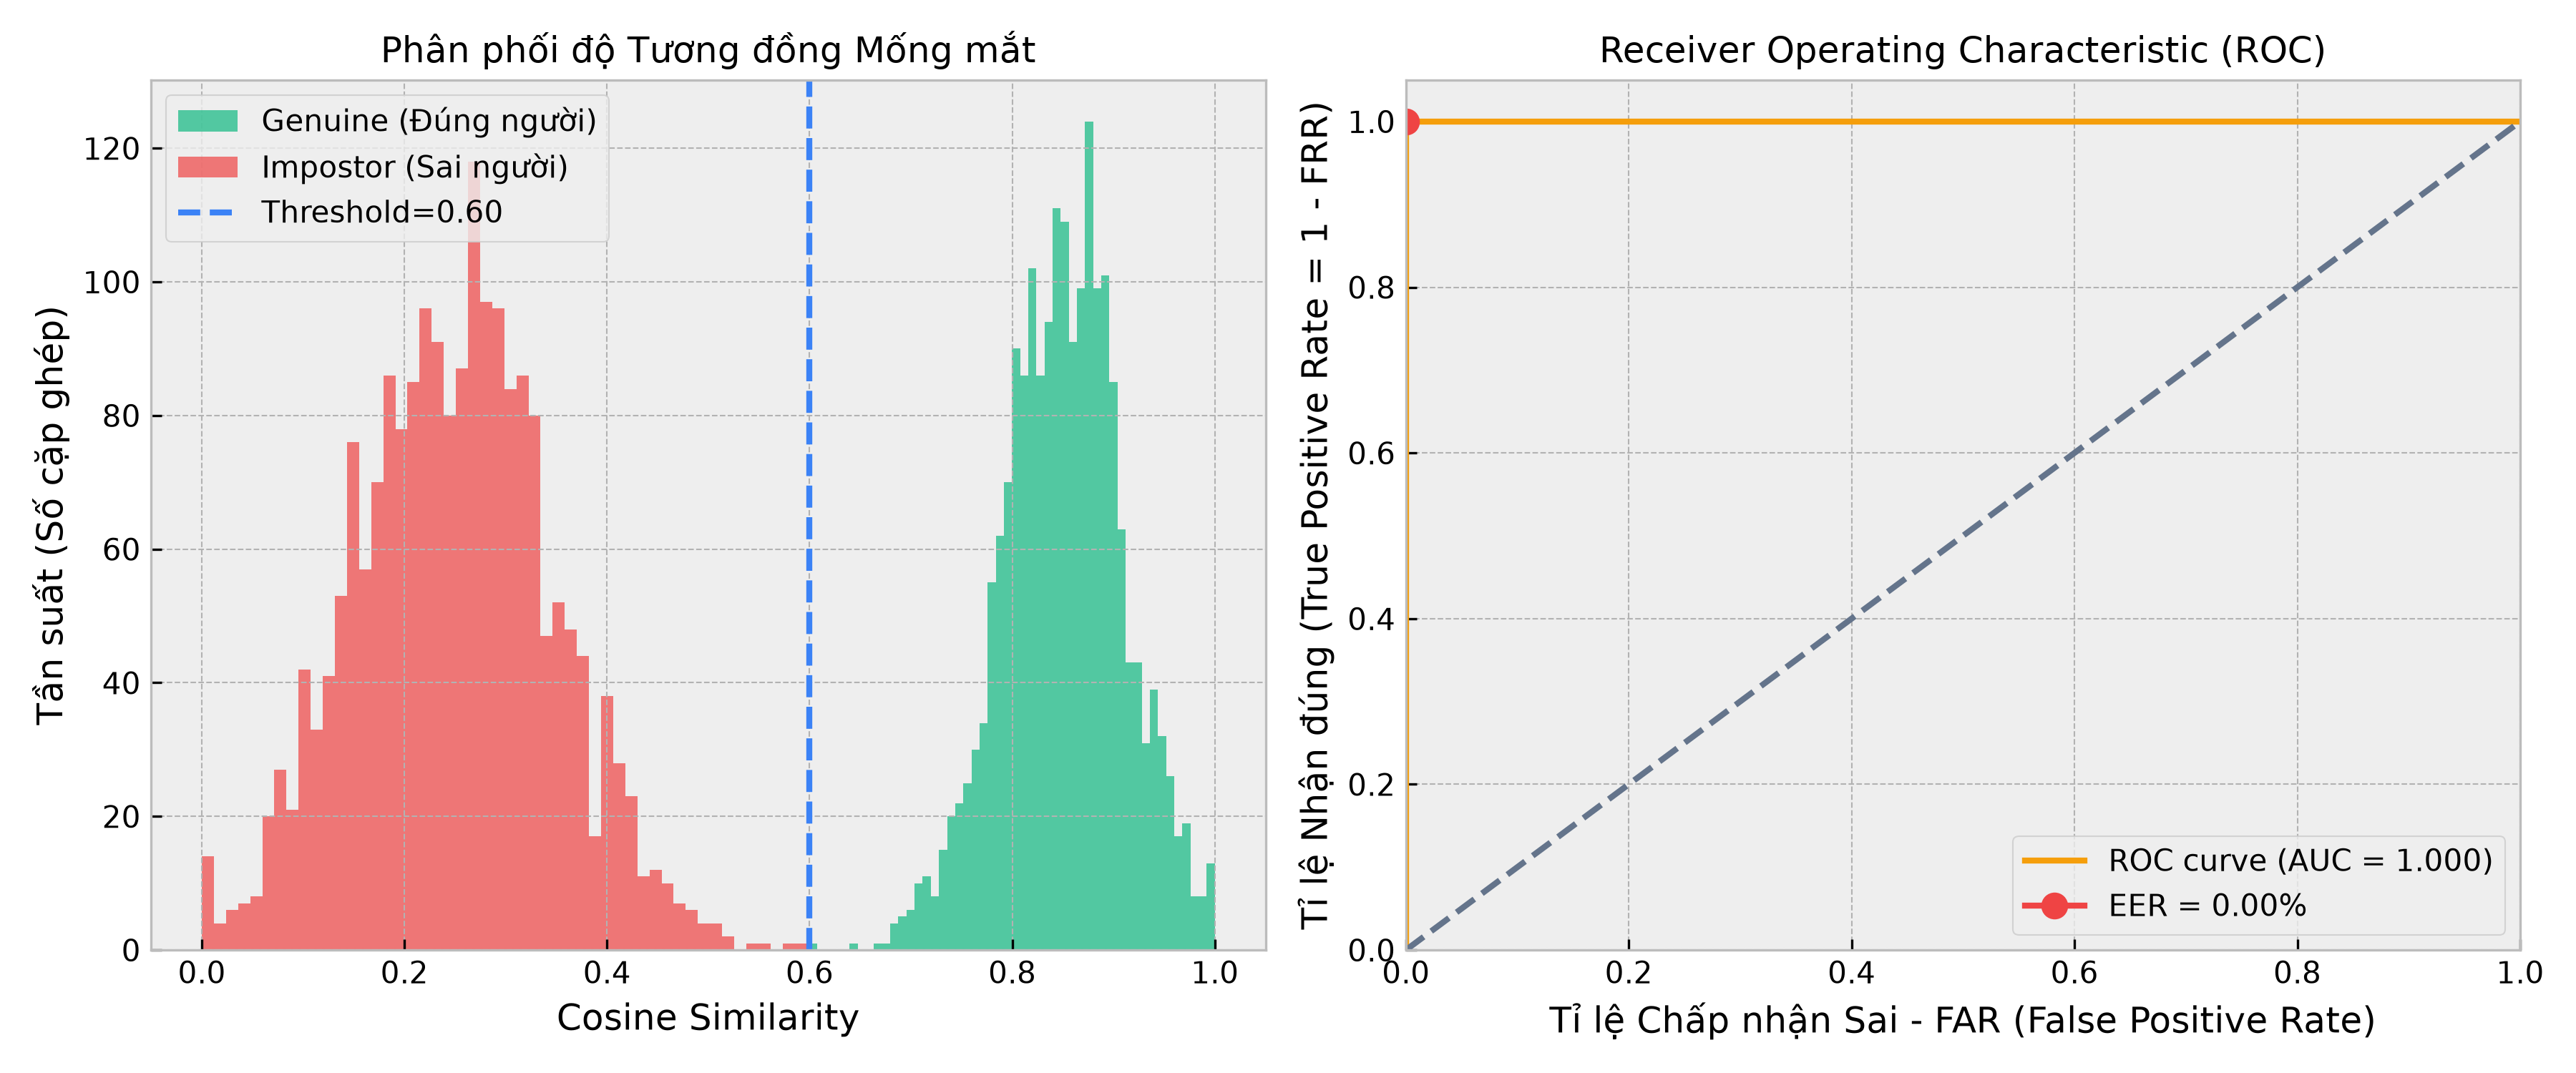 Phân phối độ Tương đồng Mống mắt
Genuine (Đúng người)
Impostor (Sai người)
Threshold=0.60
Tần suất (Số cặp ghép)
120
100
80
60
40
20
0
0.0 0.2 0.4 0.6 0.8 1.0
Cosine Similarity
Receiver Operating Characteristic (ROC)
Tỉ lệ Nhận đúng (True Positive Rate = 1 - FRR)
1.0
0.8
0.6
0.4
0.2
0.0
0.0 0.2 0.4 0.6 0.8 1.0
ROC curve (AUC = 1.000)
EER = 0.00%
Tỉ lệ Chấp nhận Sai - FAR (False Positive Rate)